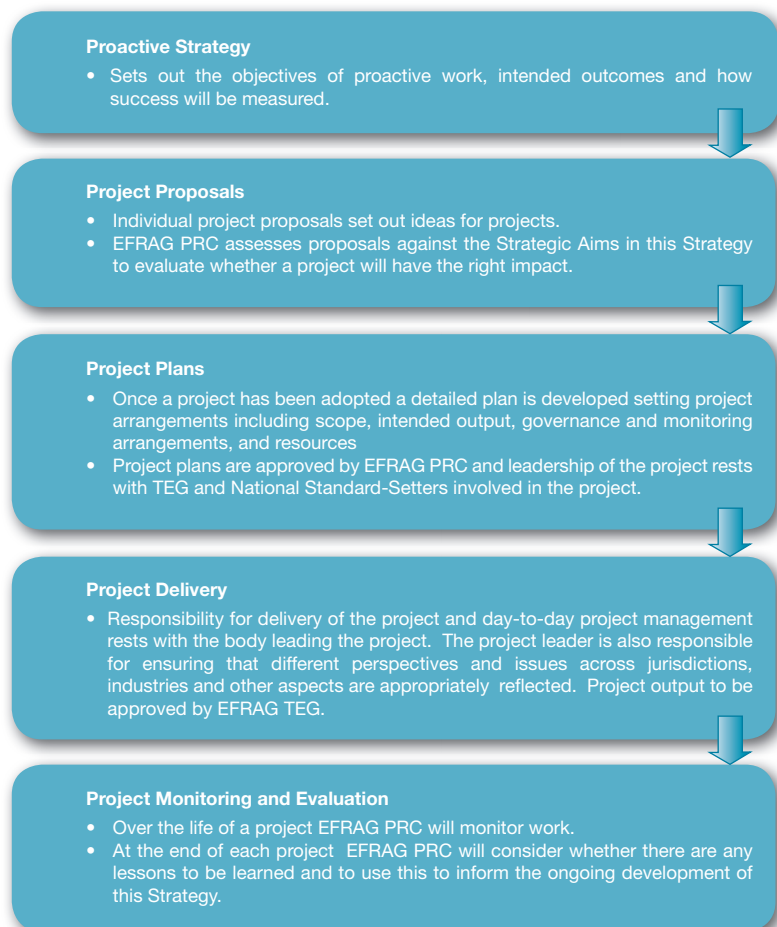 Proactive Strategy
• Sets out the objectives of proactive work, intended outcomes and how
success will be measured.
Project Proposals
• Individual project proposals set out ideas for projects.
• EFRAG PRC assesses proposals against the Strategic Aims in this Strategy
to evaluate whether a project will have the right impact.
Project Plans
• Once a project has been adopted a detailed plan is developed setting project
arrangements including scope, intended output, governance and monitoring
arrangements, and resources
• Project plans are approved by EFRAG PRC and leadership of the project rests
with TEG and National Standard-Setters involved in the project.
Project Delivery
• Responsibility for delivery of the project and day-to-day project management
rests with the body leading the project. The project leader is also responsible
for ensuring that different perspectives and issues across jurisdictions,
industries and other aspects are appropriately reflected. Project output to be
approved by EFRAG TEG.
Project Monitoring and Evaluation
• Over the life of a project EFRAG PRC will monitor work.
• At the end of each project EFRAG PRC will consider whether there are any
lessons to be learned and to use this to inform the ongoing development of
this Strategy.